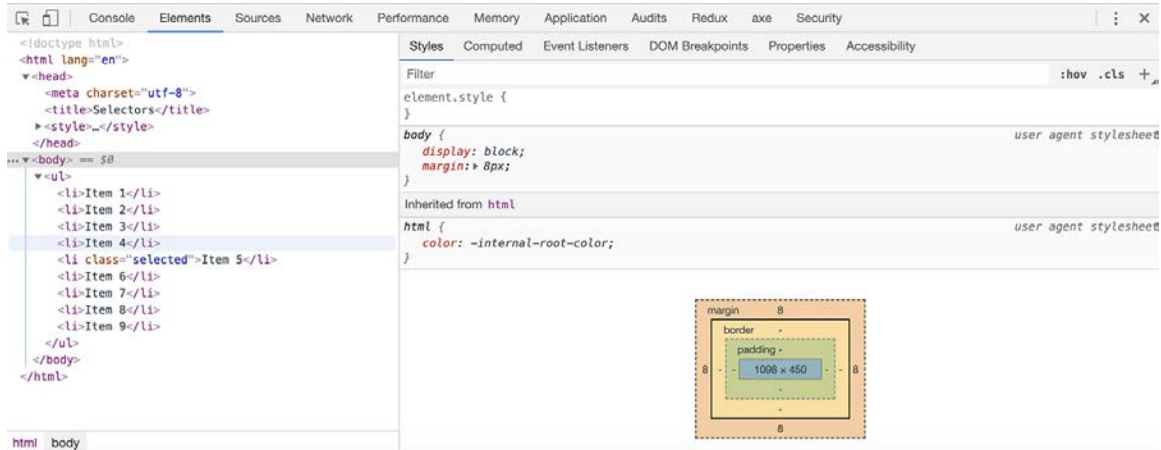 Console Elements Sources Network Performance Memory Application Audits Redux axe Security
<!doctype html>
<html lang="en">
<head>
<meta charset="utf-8">
<title>Selectors</title>
<style>…</style>
</head>
<body> == $0
<ul>
<li>Item 1</li>
<li>Item 2</li>
<li>Item 3</li>
<li>Item 4</li>
<li class="selected">Item 5</li>
<li>Item 6</li>
<li>Item 7</li>
<li>Item 8</li>
<li>Item 9</li>
</ul>
</body>
</html>
html body
Styles Computed Event Listeners DOM Breakpoints Properties Accessibility
Filter :hov .cls +
element.style {
}
body { user agent stylesheet
display: block;
margin: 8px;
}
Inherited from html
html { user agent stylesheet
color: -internal-root-color;
}
margin 8
border -
padding -
8 - - 1098 × 450 - - 8
-
-
8